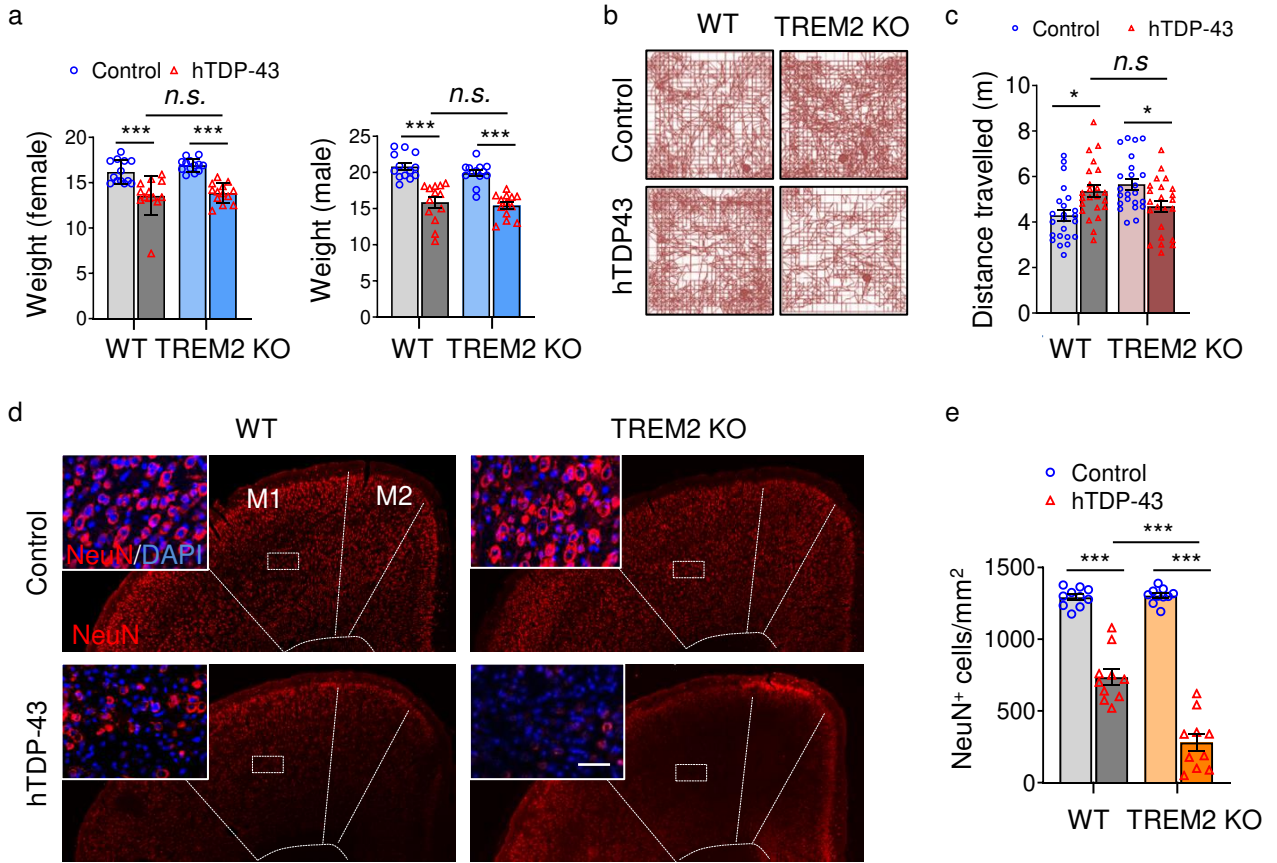 a
Control hTDP-43
n.s.
*** ***
Weight (female)
20
15
10
5
0
WT TREM2 KO
n.s.
*** ***
Weight (male)
25
20
15
10
5
0
WT TREM2 KO
b
WT TREM2 KO
Control
hTDP43
c
Control hTDP-43
n.s
* *
Distance travelled (m)
10
8
6
4
2
0
WT TREM2 KO
d
WT TREM2 KO
Control
M1 M2
NeuN/DAPI
NeuN
hTDP-43
e
Control
hTDP-43
***
*** ***
NeuN⁺ cells/mm²
1500
1000
500
0
WT TREM2 KO